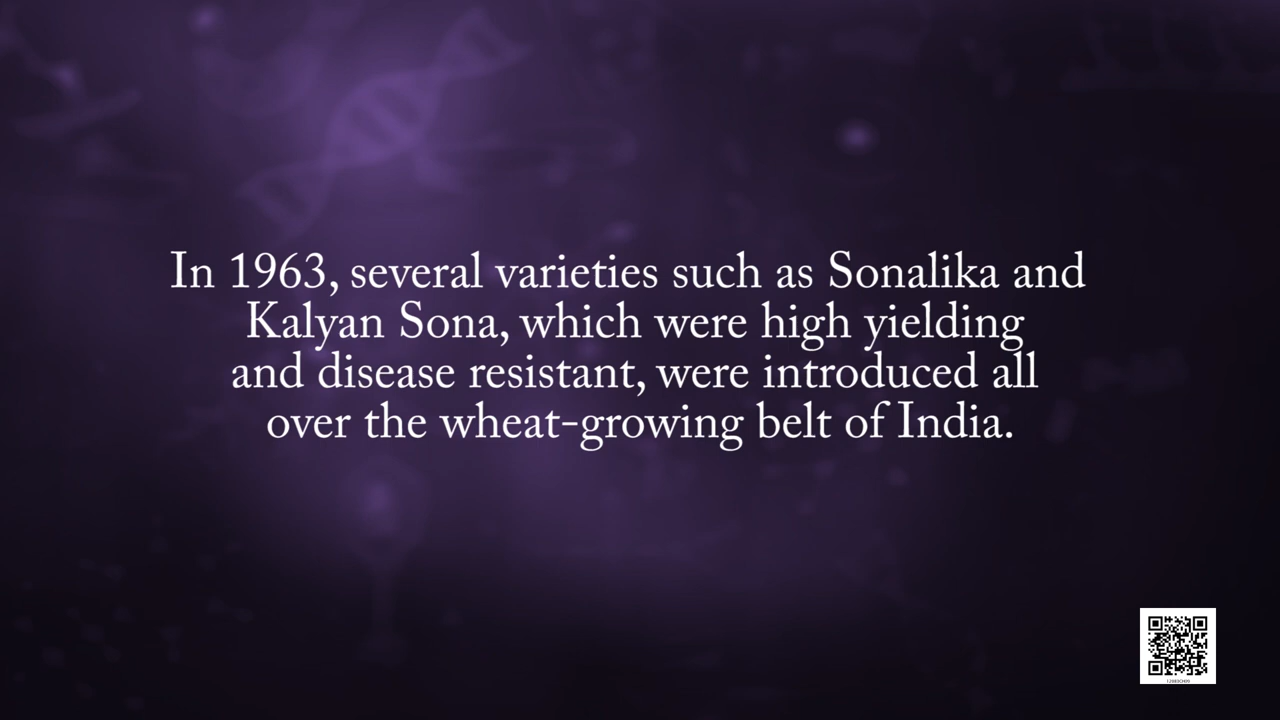 In 1963, several varieties such as Sonalika and
Kalyan Sona, which were high yielding
and disease resistant, were introduced all
over the wheat-growing belt of India.